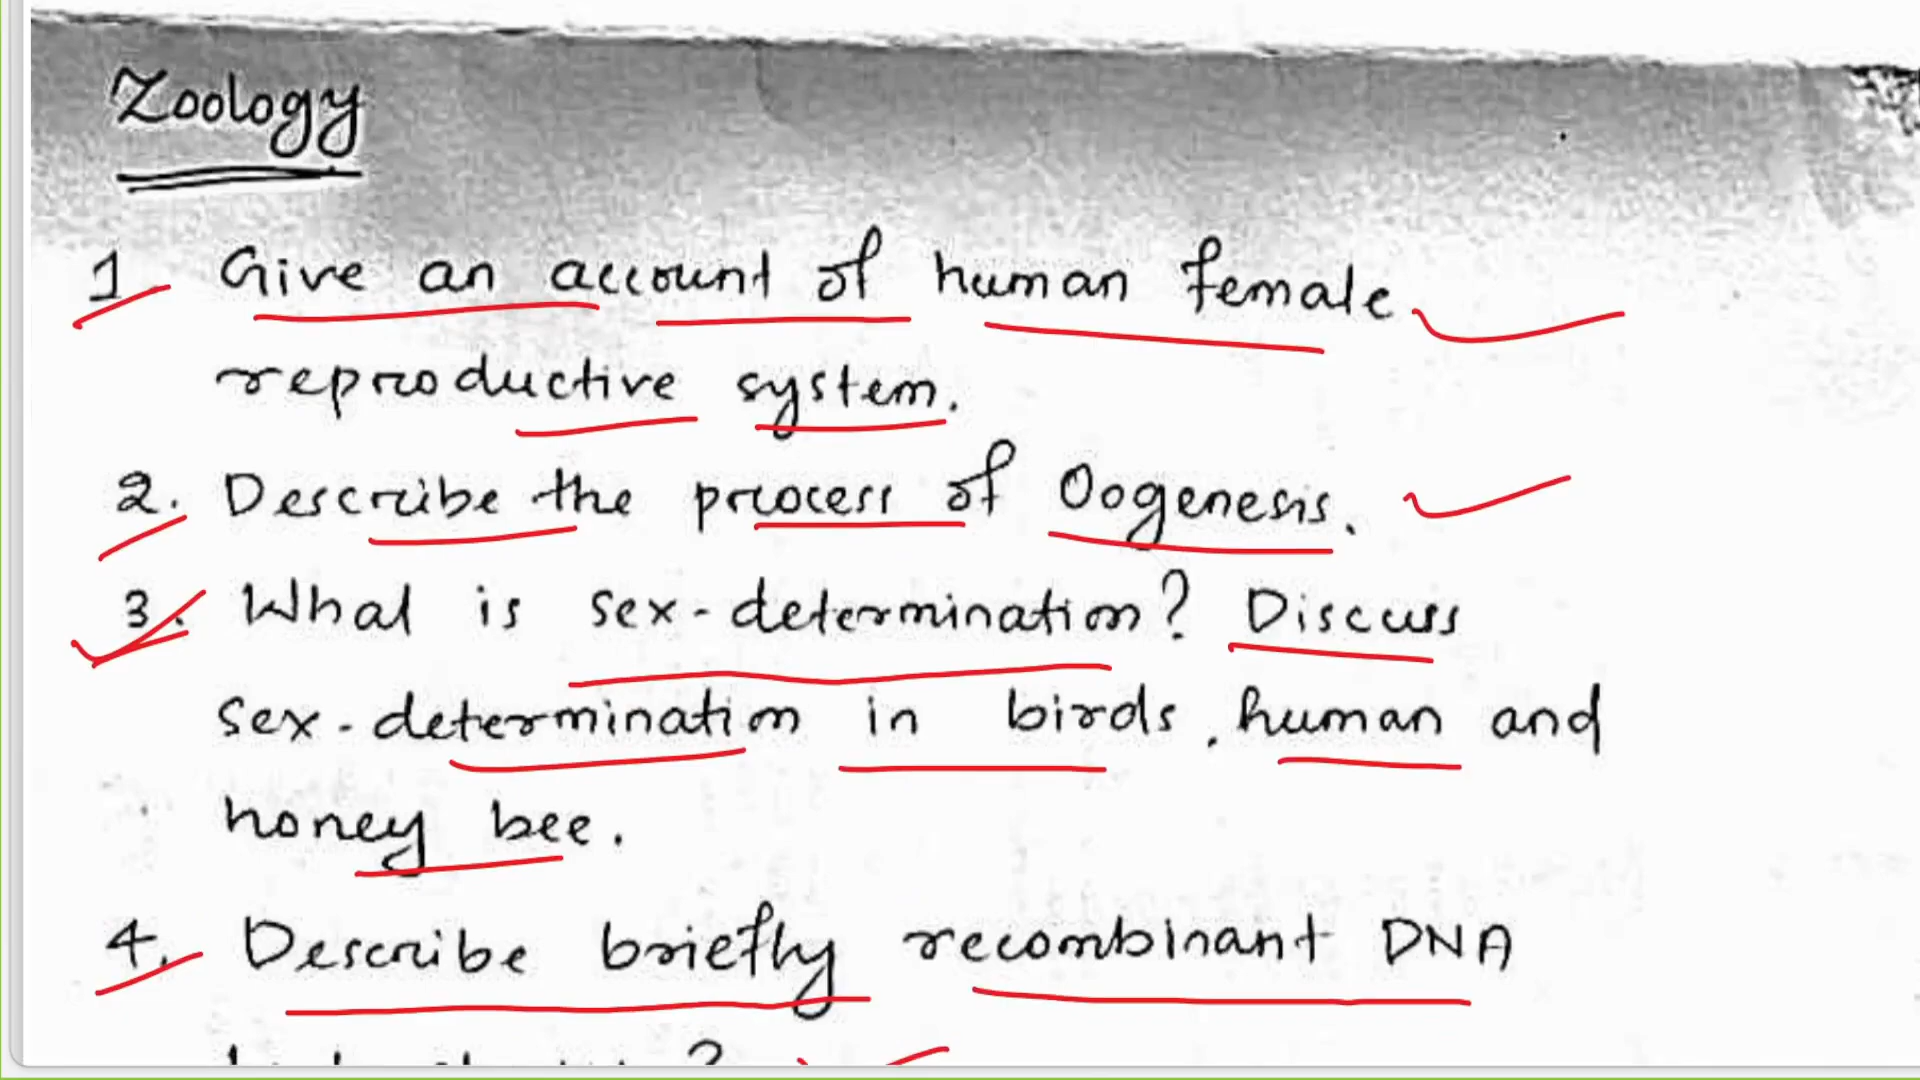 Zoology
1. Give an account of human female
reproductive system.
2. Describe the process of Oogenesis.
3. What is sex-determination? Discuss
sex-determination in birds, human and
honey bee.
4. Describe briefly recombinant DNA